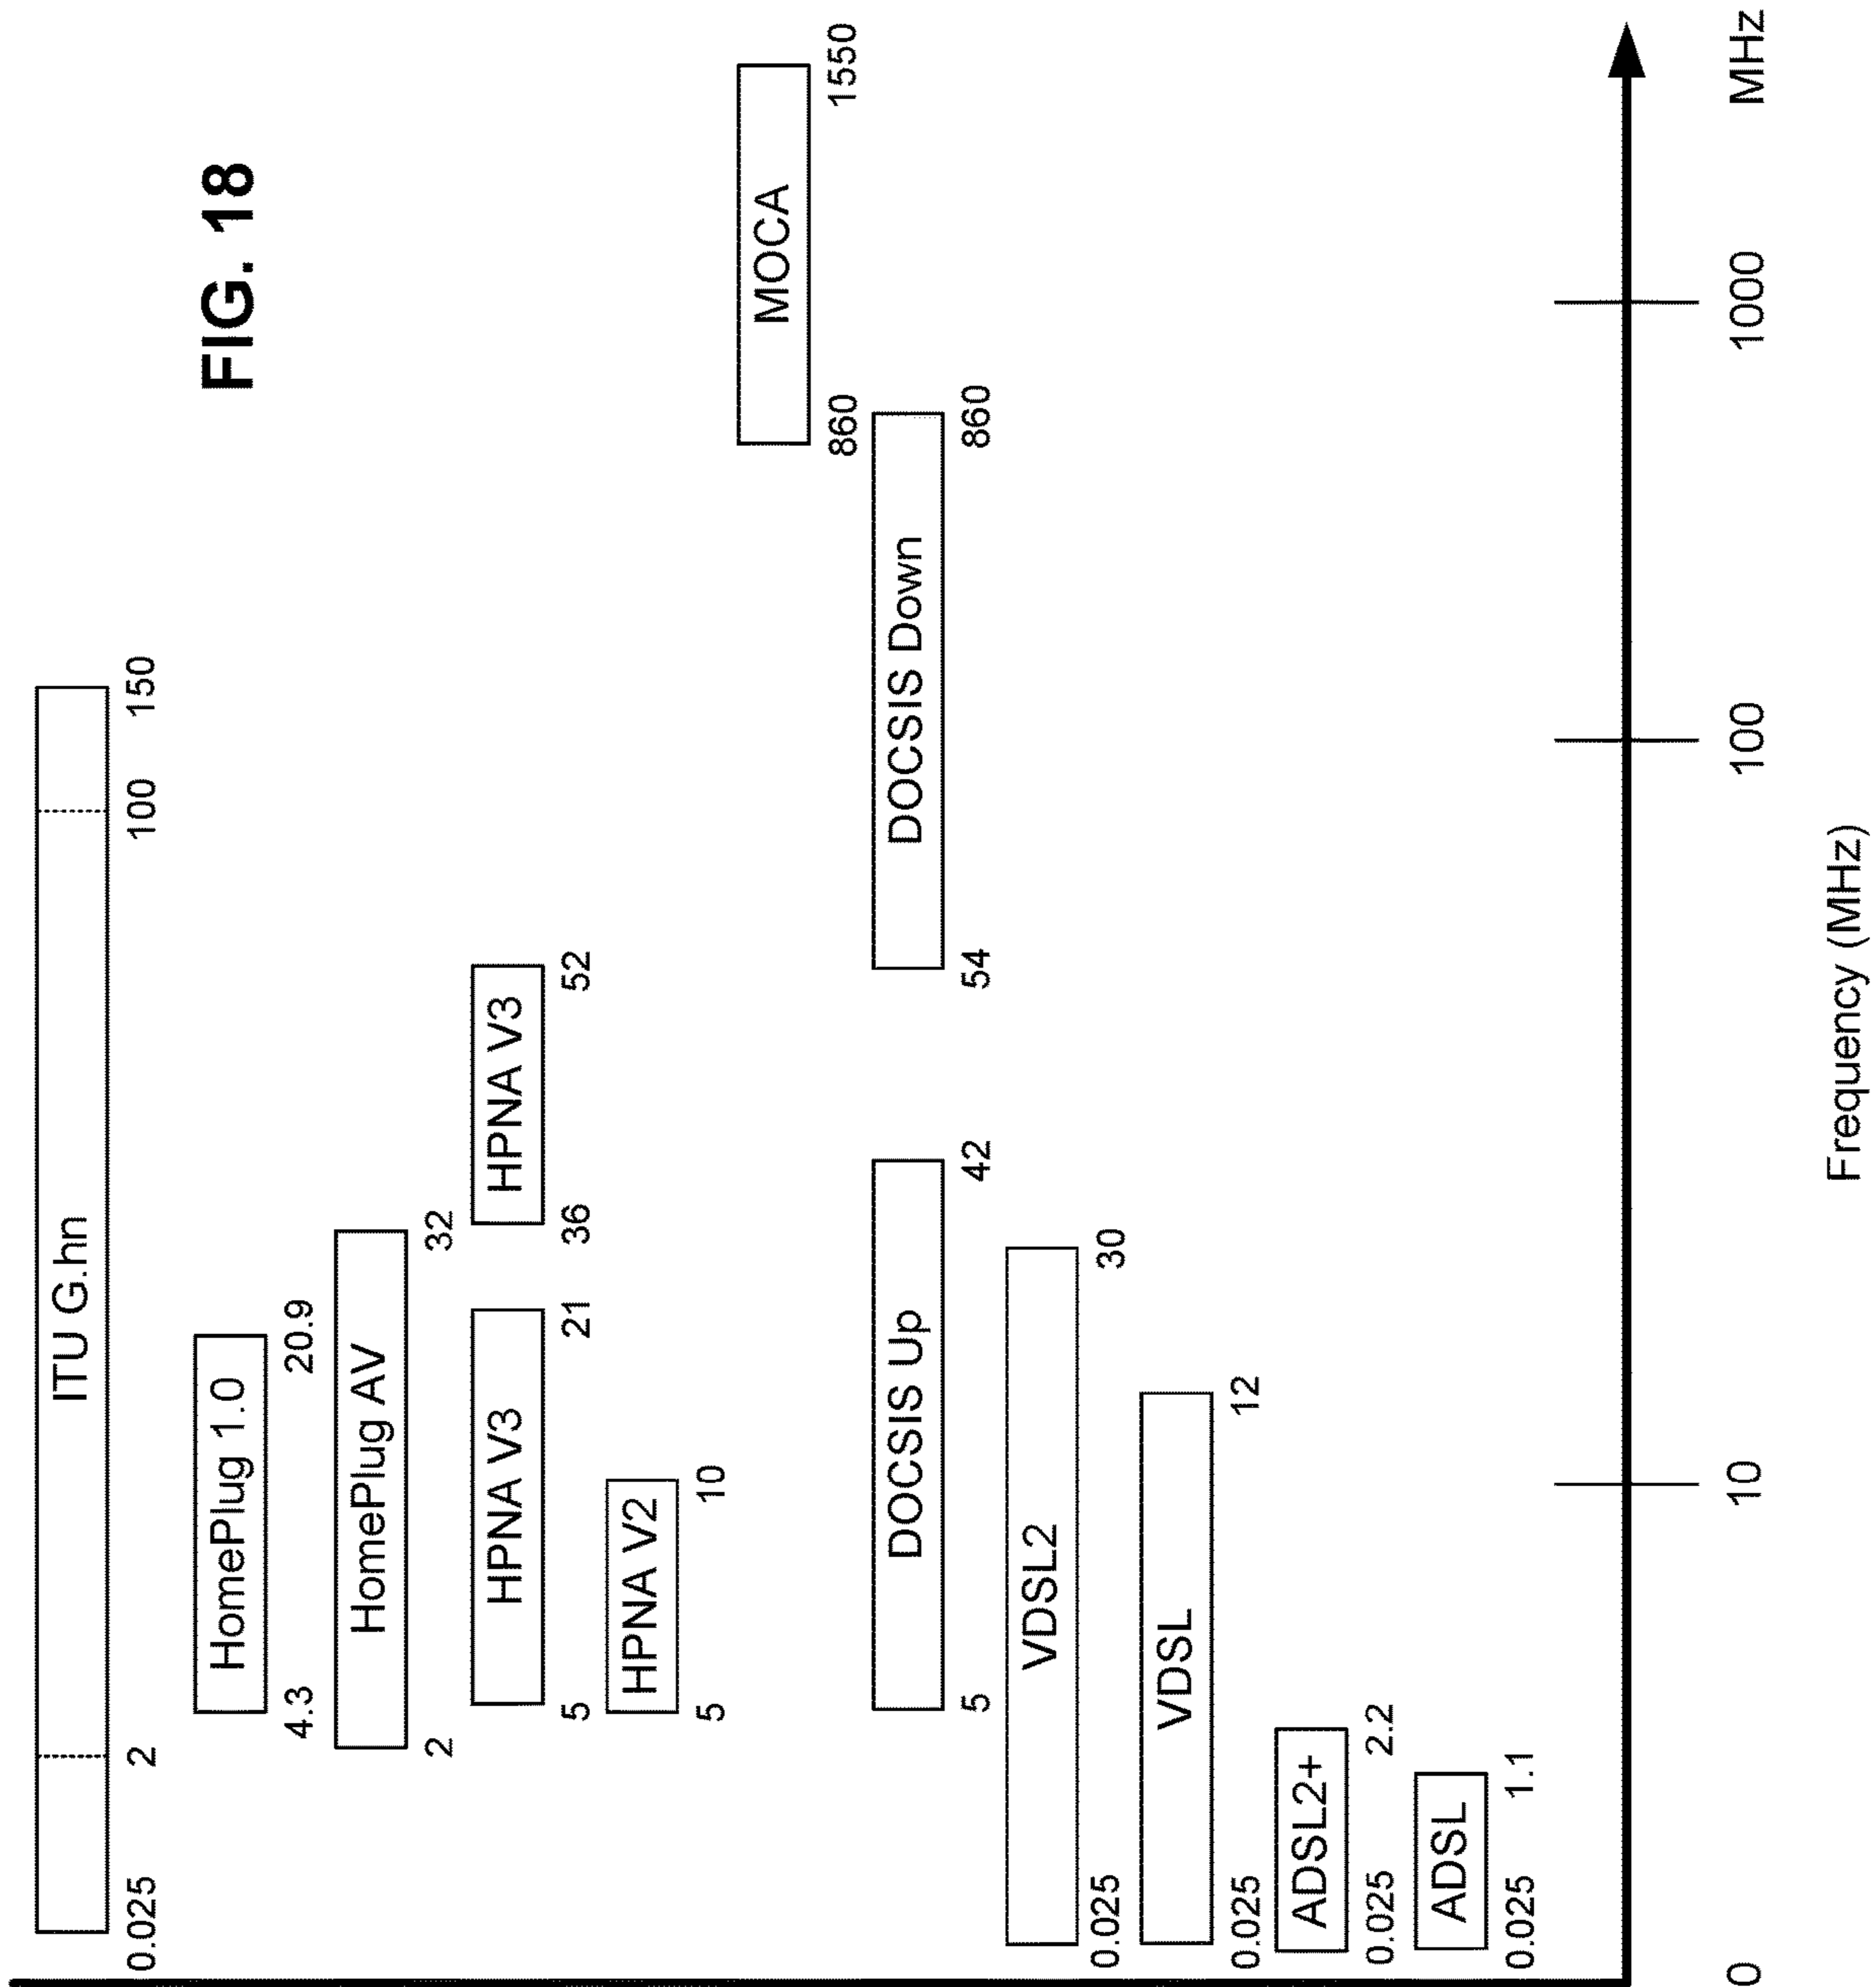 FIG. 18
ITU G.hn
0.025 2 100 150
HomePlug 1.0
4.3 20.9
HomePlug AV
2 32
HPNA V3 HPNA V3
5 21 36 52
HPNA V2
5 10
MOCA
860 1550
DOCSIS Up DOCSIS Down
5 42 54 860
VDSL2
0.025 30
VDSL
0.025 12
ADSL2+
0.025 2.2
ADSL
0.025 1.1
0 10 100 1000 MHz
Frequency (MHz)